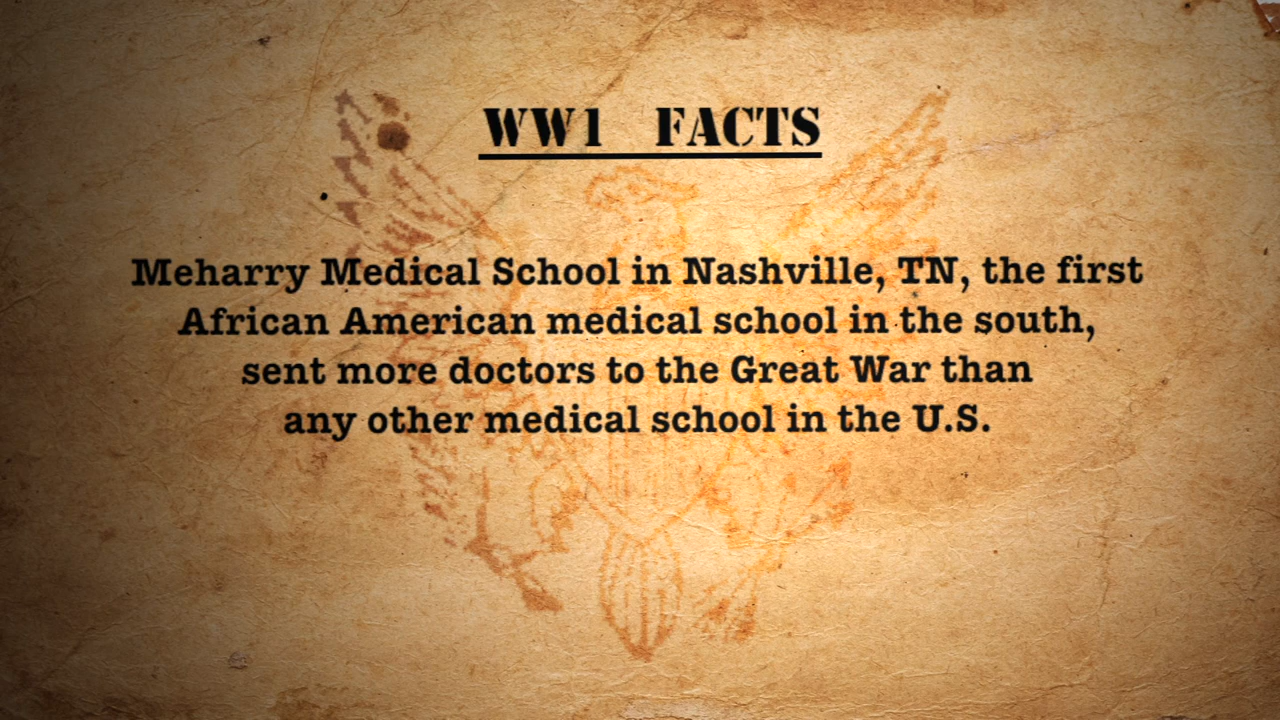 WW1 FACTS
Meharry Medical School in Nashville, TN, the first
African American medical school in the south,
sent more doctors to the Great War than
any other medical school in the U.S.